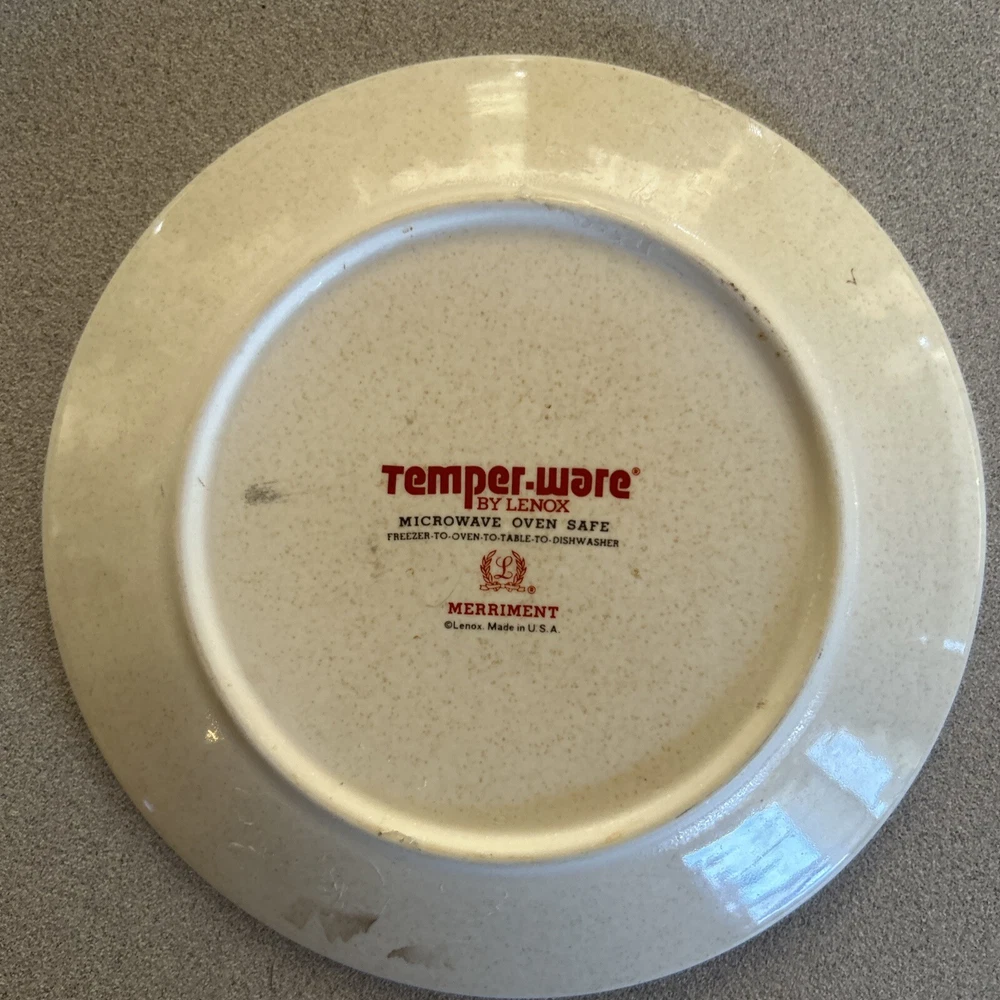 Temper-ware®
BY LENOX
MICROWAVE OVEN SAFE
FREEZER-TO-OVEN-TO-TABLE-TO-DISHWASHER
L ®
MERRIMENT
©Lenox. Made in U.S.A.